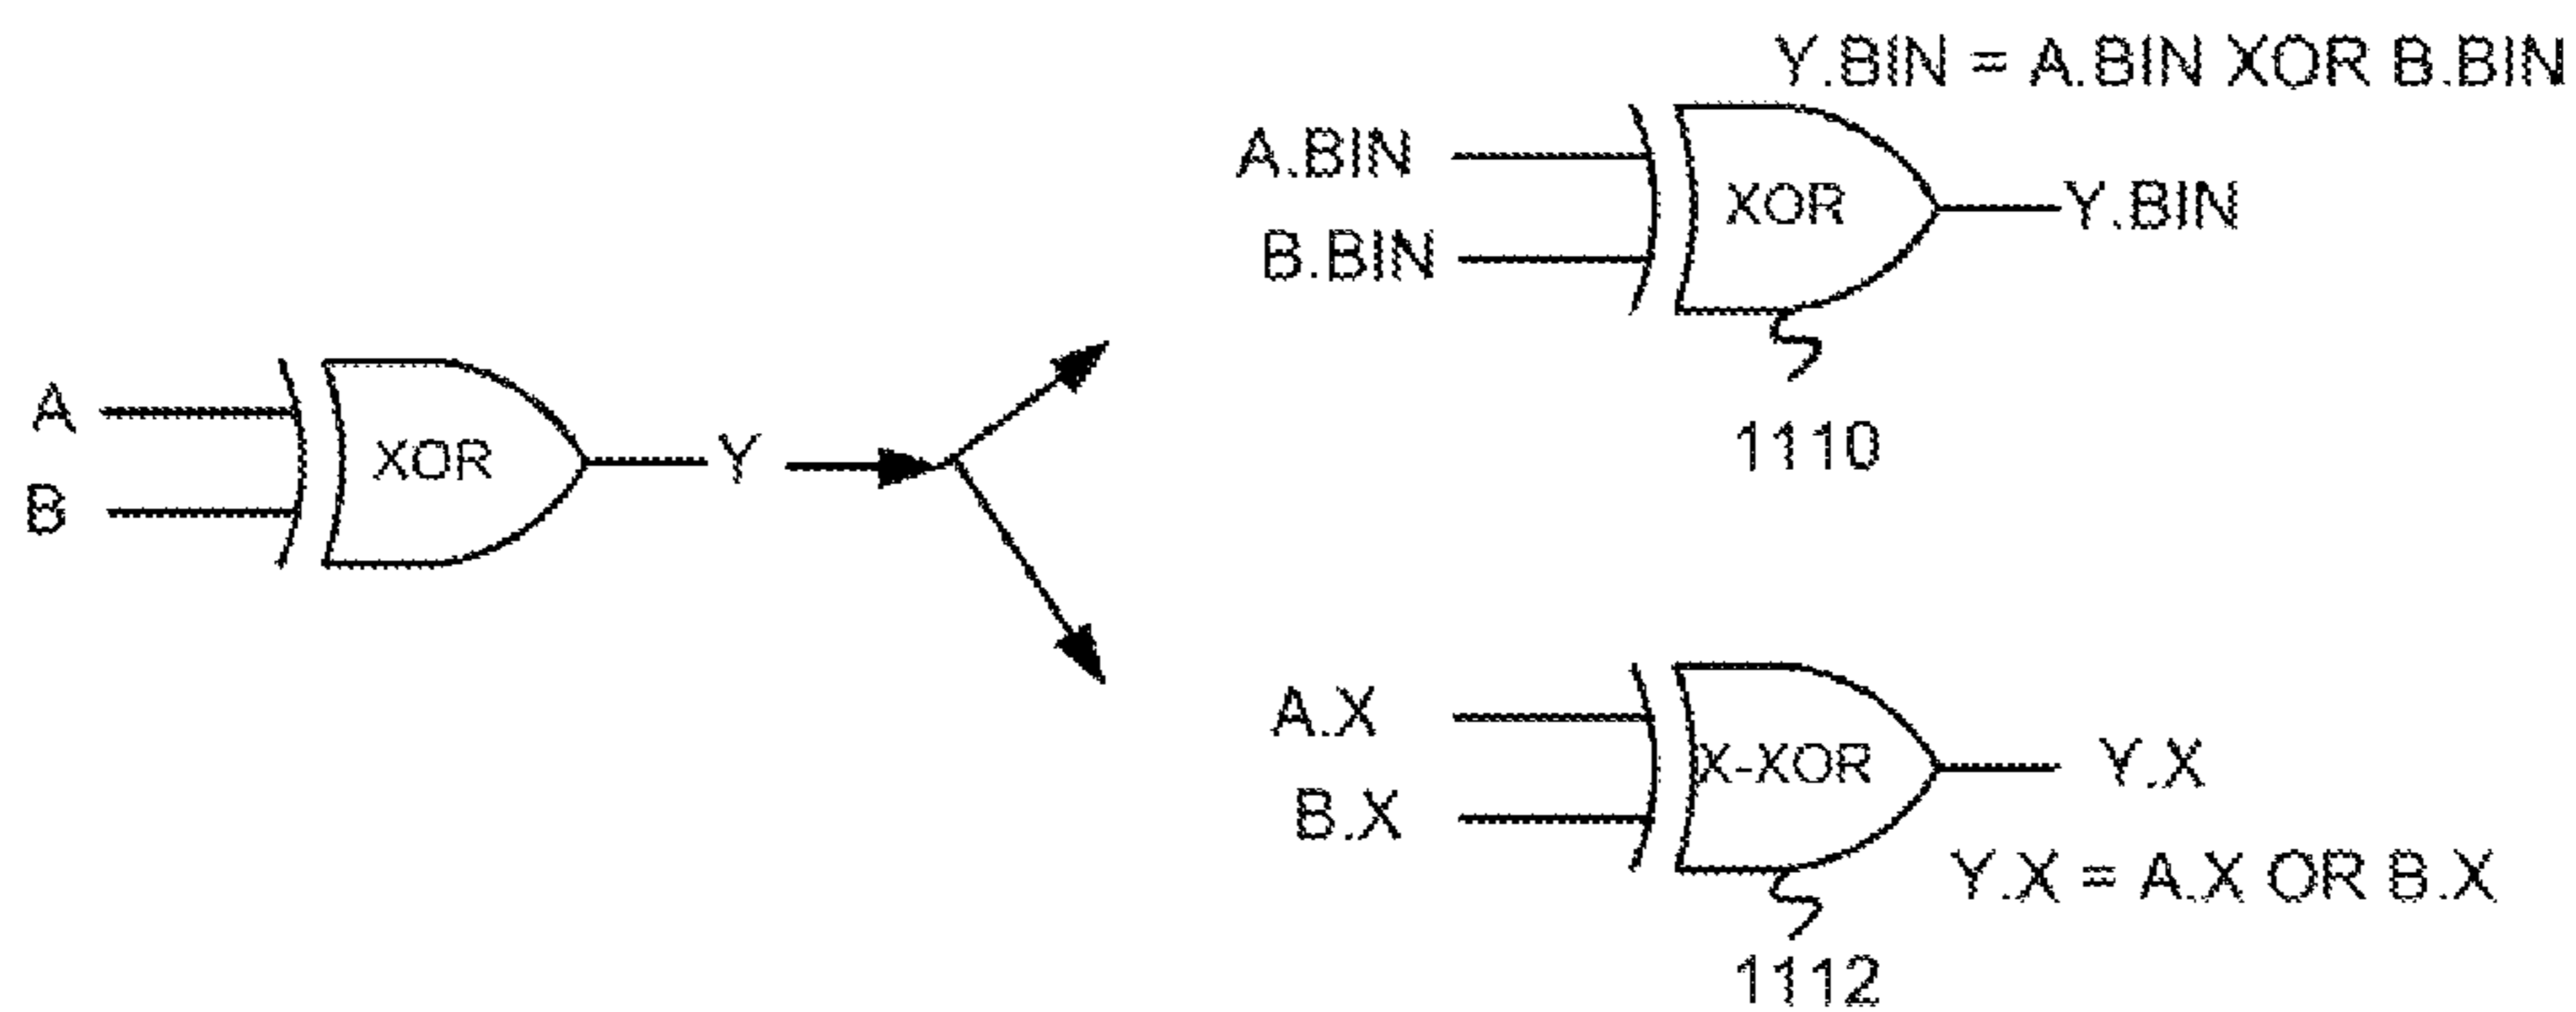 Y.BIN = A.BIN XOR B.BIN
A.BIN
XOR
Y.BIN
B.BIN
1110
A
XOR
Y
B
A.X
X-XOR
Y.X
B.X
Y.X = A.X OR B.X
1112